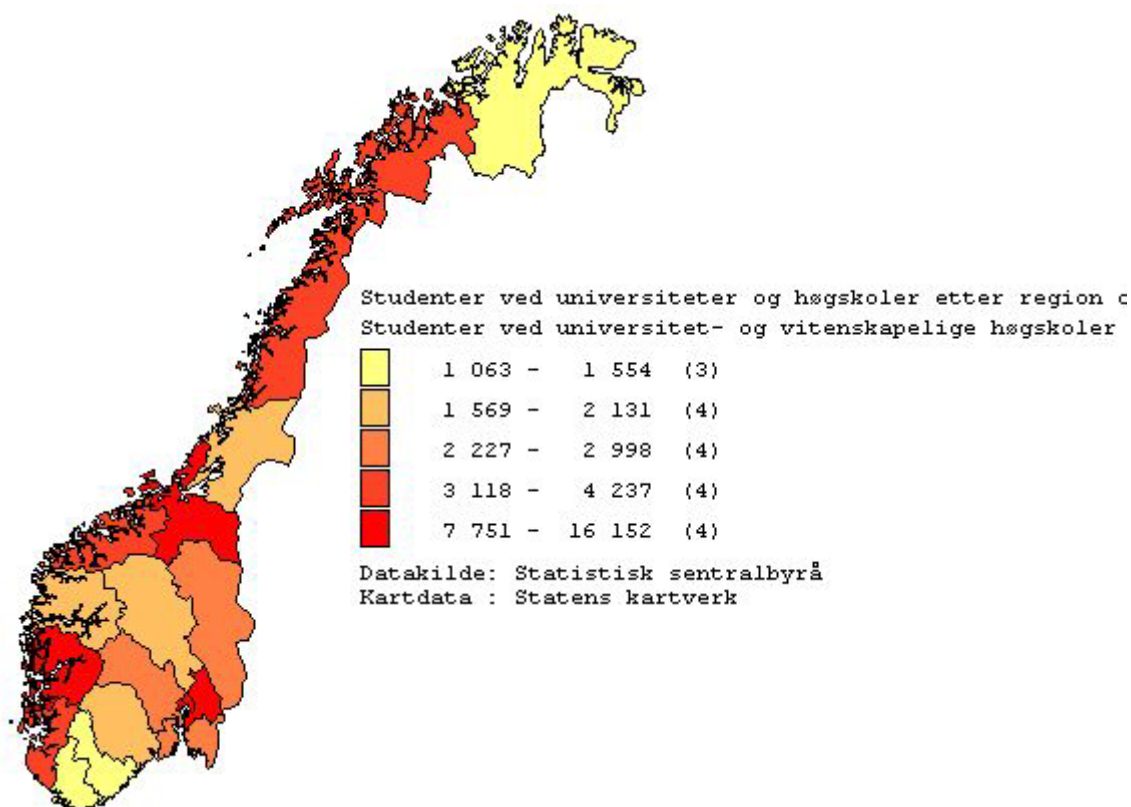 Studenter ved universiteter og høgskoler etter region o
Studenter ved universitet- og vitenskapelige høgskoler
1 063 - 1 554 (3)
1 569 - 2 131 (4)
2 227 - 2 998 (4)
3 118 - 4 237 (4)
7 751 - 16 152 (4)
Datakilde: Statistisk sentralbyrå
Kartdata : Statens kartverk